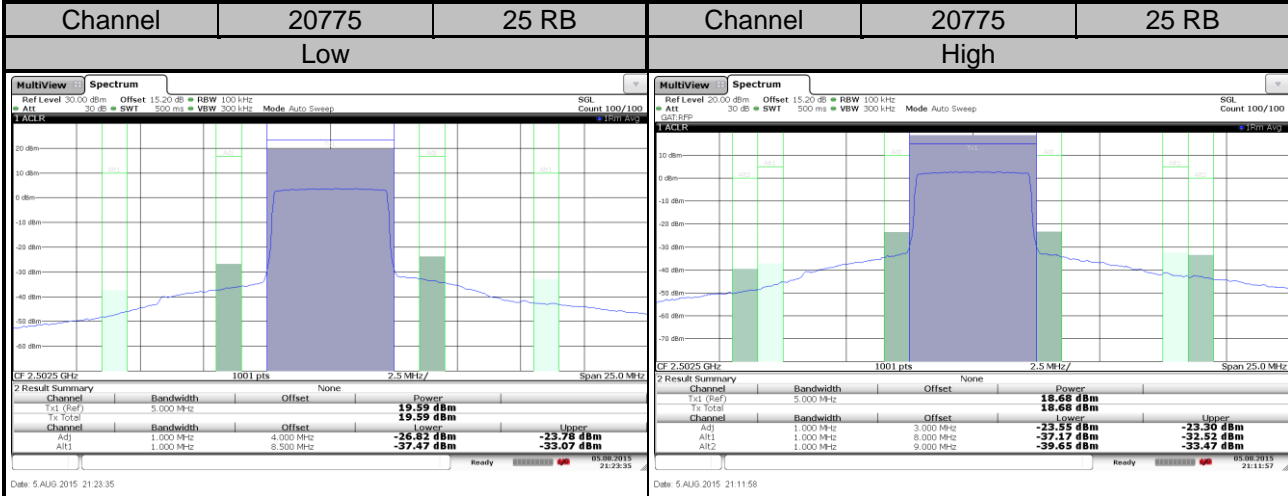 Channel 20775 25 RB Channel 20775 25 RB
Low High
MultiView Spectrum
Ref Level 30.00 dBm Offset 15.20 dB RBW 100 kHz SGL
Att 30 dB SWT 500 ms VBW 300 kHz Mode Auto Sweep Count 100/100
1 ACLR 1Rm Avg
Adj Adj
Alt1 Alt1
20 dBm
10 dBm
0 dBm
-10 dBm
-20 dBm
-30 dBm
-40 dBm
-50 dBm
-60 dBm
CF 2.5025 GHz 1001 pts 2.5 MHz/ Span 25.0 MHz
2 Result Summary None
Channel Bandwidth Offset Power
Tx1 (Ref) 5.000 MHz 19.59 dBm
Tx Total 19.59 dBm
Channel Bandwidth Offset Lower Upper
Adj 1.000 MHz 4.000 MHz -26.82 dBm -23.78 dBm
Alt1 1.000 MHz 8.500 MHz -37.47 dBm -33.07 dBm
Ready 05.08.2015
21:23:35
Date: 5.AUG.2015 21:23:35
MultiView Spectrum
Ref Level 20.00 dBm Offset 15.20 dB RBW 100 kHz SGL
Att 30 dB SWT 500 ms VBW 300 kHz Mode Auto Sweep Count 100/100
GAT:RFP
1 ACLR 1Rm Avg
Tx1
Alt1 Alt1
Alt2 Alt2
10 dBm
0 dBm
-10 dBm
-20 dBm
-30 dBm
-40 dBm
-50 dBm
-60 dBm
-70 dBm
CF 2.5025 GHz 1001 pts 2.5 MHz/ Span 25.0 MHz
2 Result Summary None
Channel Bandwidth Offset Power
Tx1 (Ref) 5.000 MHz 18.68 dBm
Tx Total 18.68 dBm
Channel Bandwidth Offset Lower Upper
Adj 1.000 MHz 3.000 MHz -23.55 dBm -23.30 dBm
Alt1 1.000 MHz 8.000 MHz -37.17 dBm -32.52 dBm
Alt2 1.000 MHz 9.000 MHz -39.65 dBm -33.47 dBm
Ready 05.08.2015
21:11:57
Date: 5.AUG.2015 21:11:58